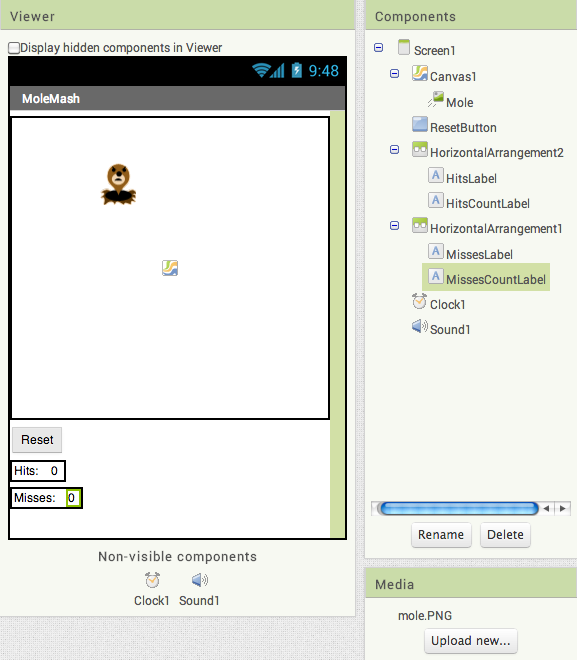 Viewer
Display hidden components in Viewer
9:48
MoleMash
Reset
Hits: 0
Misses: 0
Non-visible components
Clock1 Sound1
Components
Screen1
Canvas1
Mole
ResetButton
HorizontalArrangement2
A HitsLabel
A HitsCountLabel
HorizontalArrangement1
A MissesLabel
A MissesCountLabel
Clock1
Sound1
Rename Delete
Media
mole.PNG
Upload new...